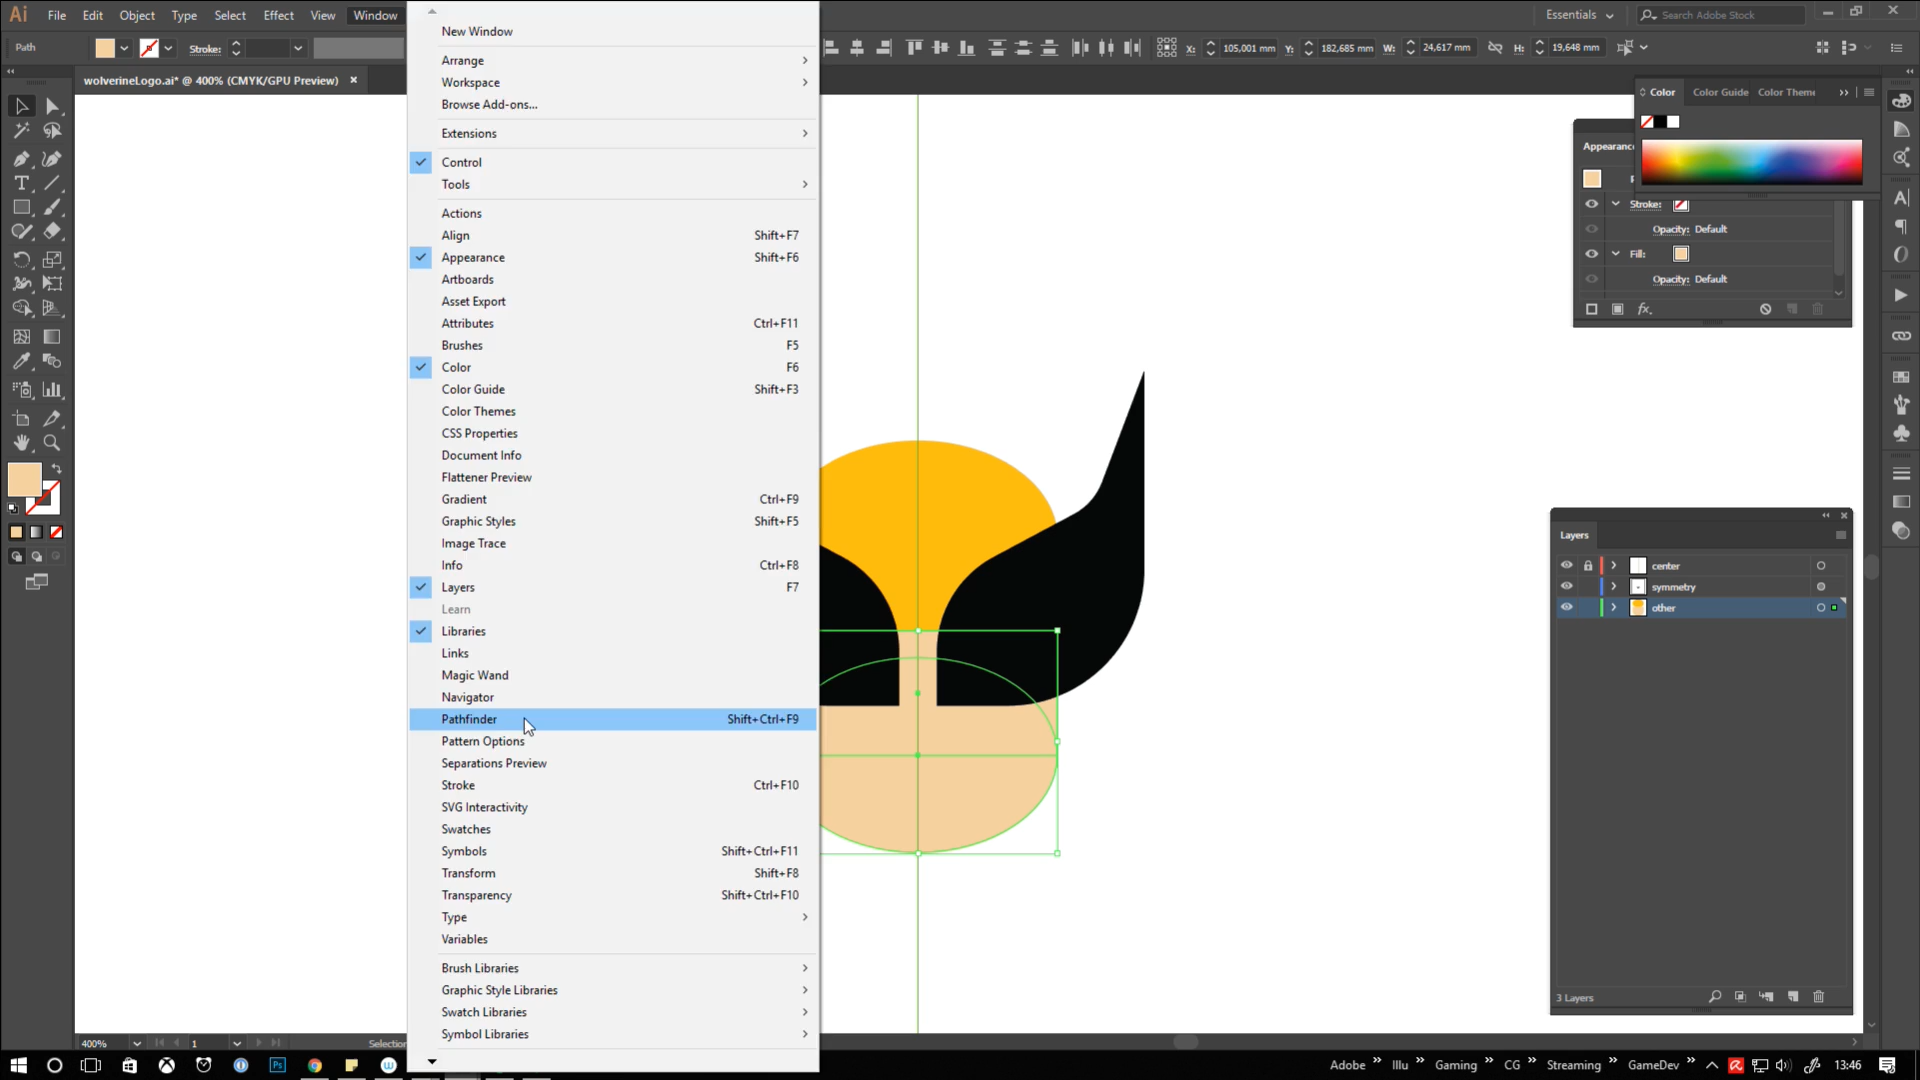 Ai File Edit Object Type Select Effect View Window
Essentials Search Adobe Stock
Path Stroke: X: 105,001 mm Y: 182,685 mm W: 24,617 mm H: 19,648 mm
wolverineLogo.ai* @ 400% (CMYK/GPU Preview)
New Window
Arrange
Workspace
Browse Add-ons...
Extensions
Control
Tools
Actions
Align Shift+F7
Appearance Shift+F6
Artboards
Asset Export
Attributes Ctrl+F11
Brushes F5
Color F6
Color Guide Shift+F3
Color Themes
CSS Properties
Document Info
Flattener Preview
Gradient Ctrl+F9
Graphic Styles Shift+F5
Image Trace
Info Ctrl+F8
Layers F7
Learn
Libraries
Links
Magic Wand
Navigator
Pathfinder Shift+Ctrl+F9
Pattern Options
Separations Preview
Stroke Ctrl+F10
SVG Interactivity
Swatches
Symbols Shift+Ctrl+F11
Transform Shift+F8
Transparency Shift+Ctrl+F10
Type
Variables
Brush Libraries
Graphic Style Libraries
Swatch Libraries
Symbol Libraries
Color Color Guide Color Them
Appearanc
Stroke:
Opacity: Default
Fill:
Opacity: Default
fx.
Layers
center
symmetry
other
3 Layers
400% 1 Selection
Ps Adobe Illu Gaming CG Streaming GameDev 13:46